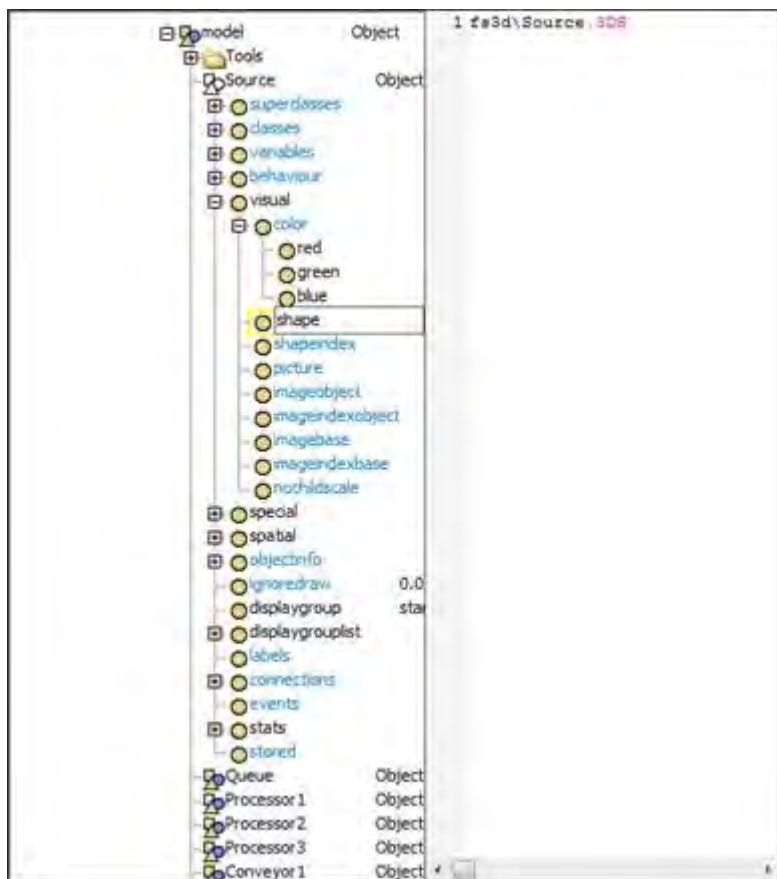 model Object
Tools
Source Object
superclasses
classes
variables
behaviour
visual
color
red
green
blue
shape
shapeindex
picture
imageobject
imageindexobject
imagebase
imageindexbase
nochildscale
special
spatial
objectinfo
ignoredraw 0.0
displaygroup star
displaygrouplist
labels
connections
events
stats
stored
Queue Object
Processor1 Object
Processor2 Object
Processor3 Object
Conveyor1 Object
1 fs3d\Source.3DS